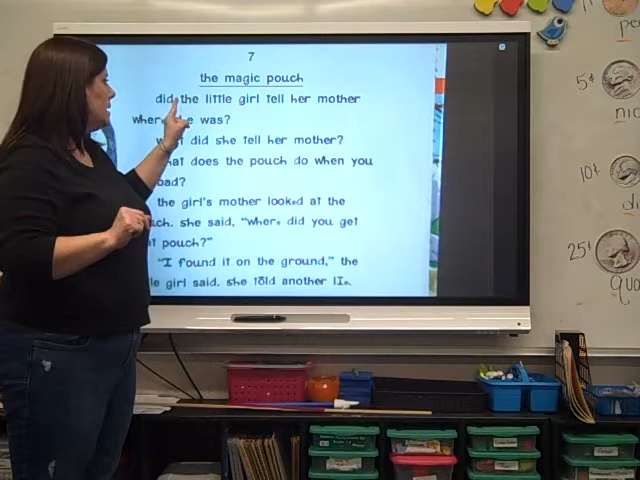 7
the magic pouch
did the little girl tell her mother
was?
did she tell her mother?
does the pouch do when you
the girl's mother looked at the
she said, "where did you get
pouch?"
"I found it on the ground," the
girl said. she tōld another līe.
5¢
10¢
25¢